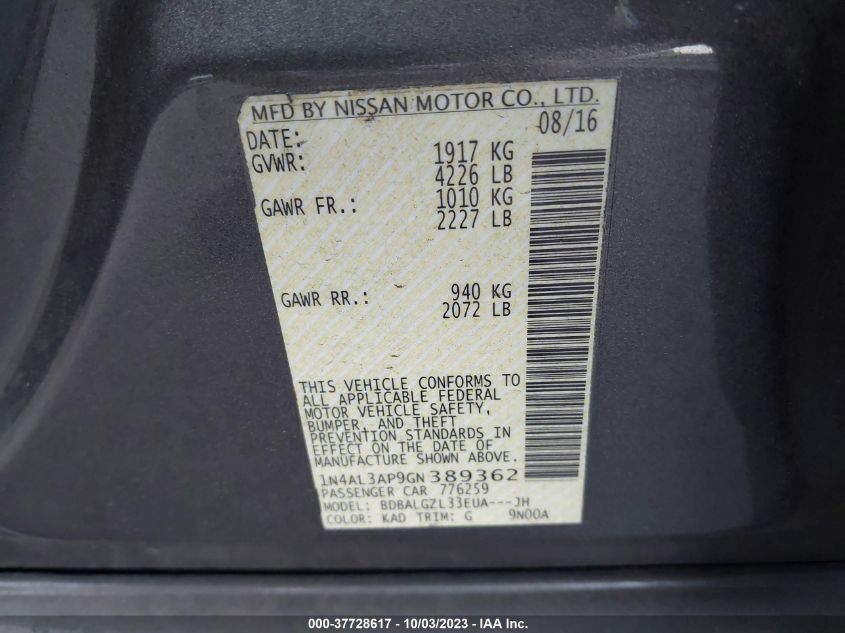 MFD BY NISSAN MOTOR CO., LTD.
DATE: 08/16
GVWR: 1917 KG
4226 LB
GAWR FR.: 1010 KG
2227 LB
GAWR RR.: 940 KG
2072 LB
THIS VEHICLE CONFORMS TO
ALL APPLICABLE FEDERAL
MOTOR VEHICLE SAFETY,
BUMPER, AND THEFT
PREVENTION STANDARDS IN
EFFECT ON THE DATE OF
MANUFACTURE SHOWN ABOVE.
1N4AL3AP9GN 389362
PASSENGER CAR 776259
MODEL: BDBALGZL33EUA---JH
COLOR: KAD TRIM: G 9N00A
000-37728617 - 10/03/2023 - IAA Inc.